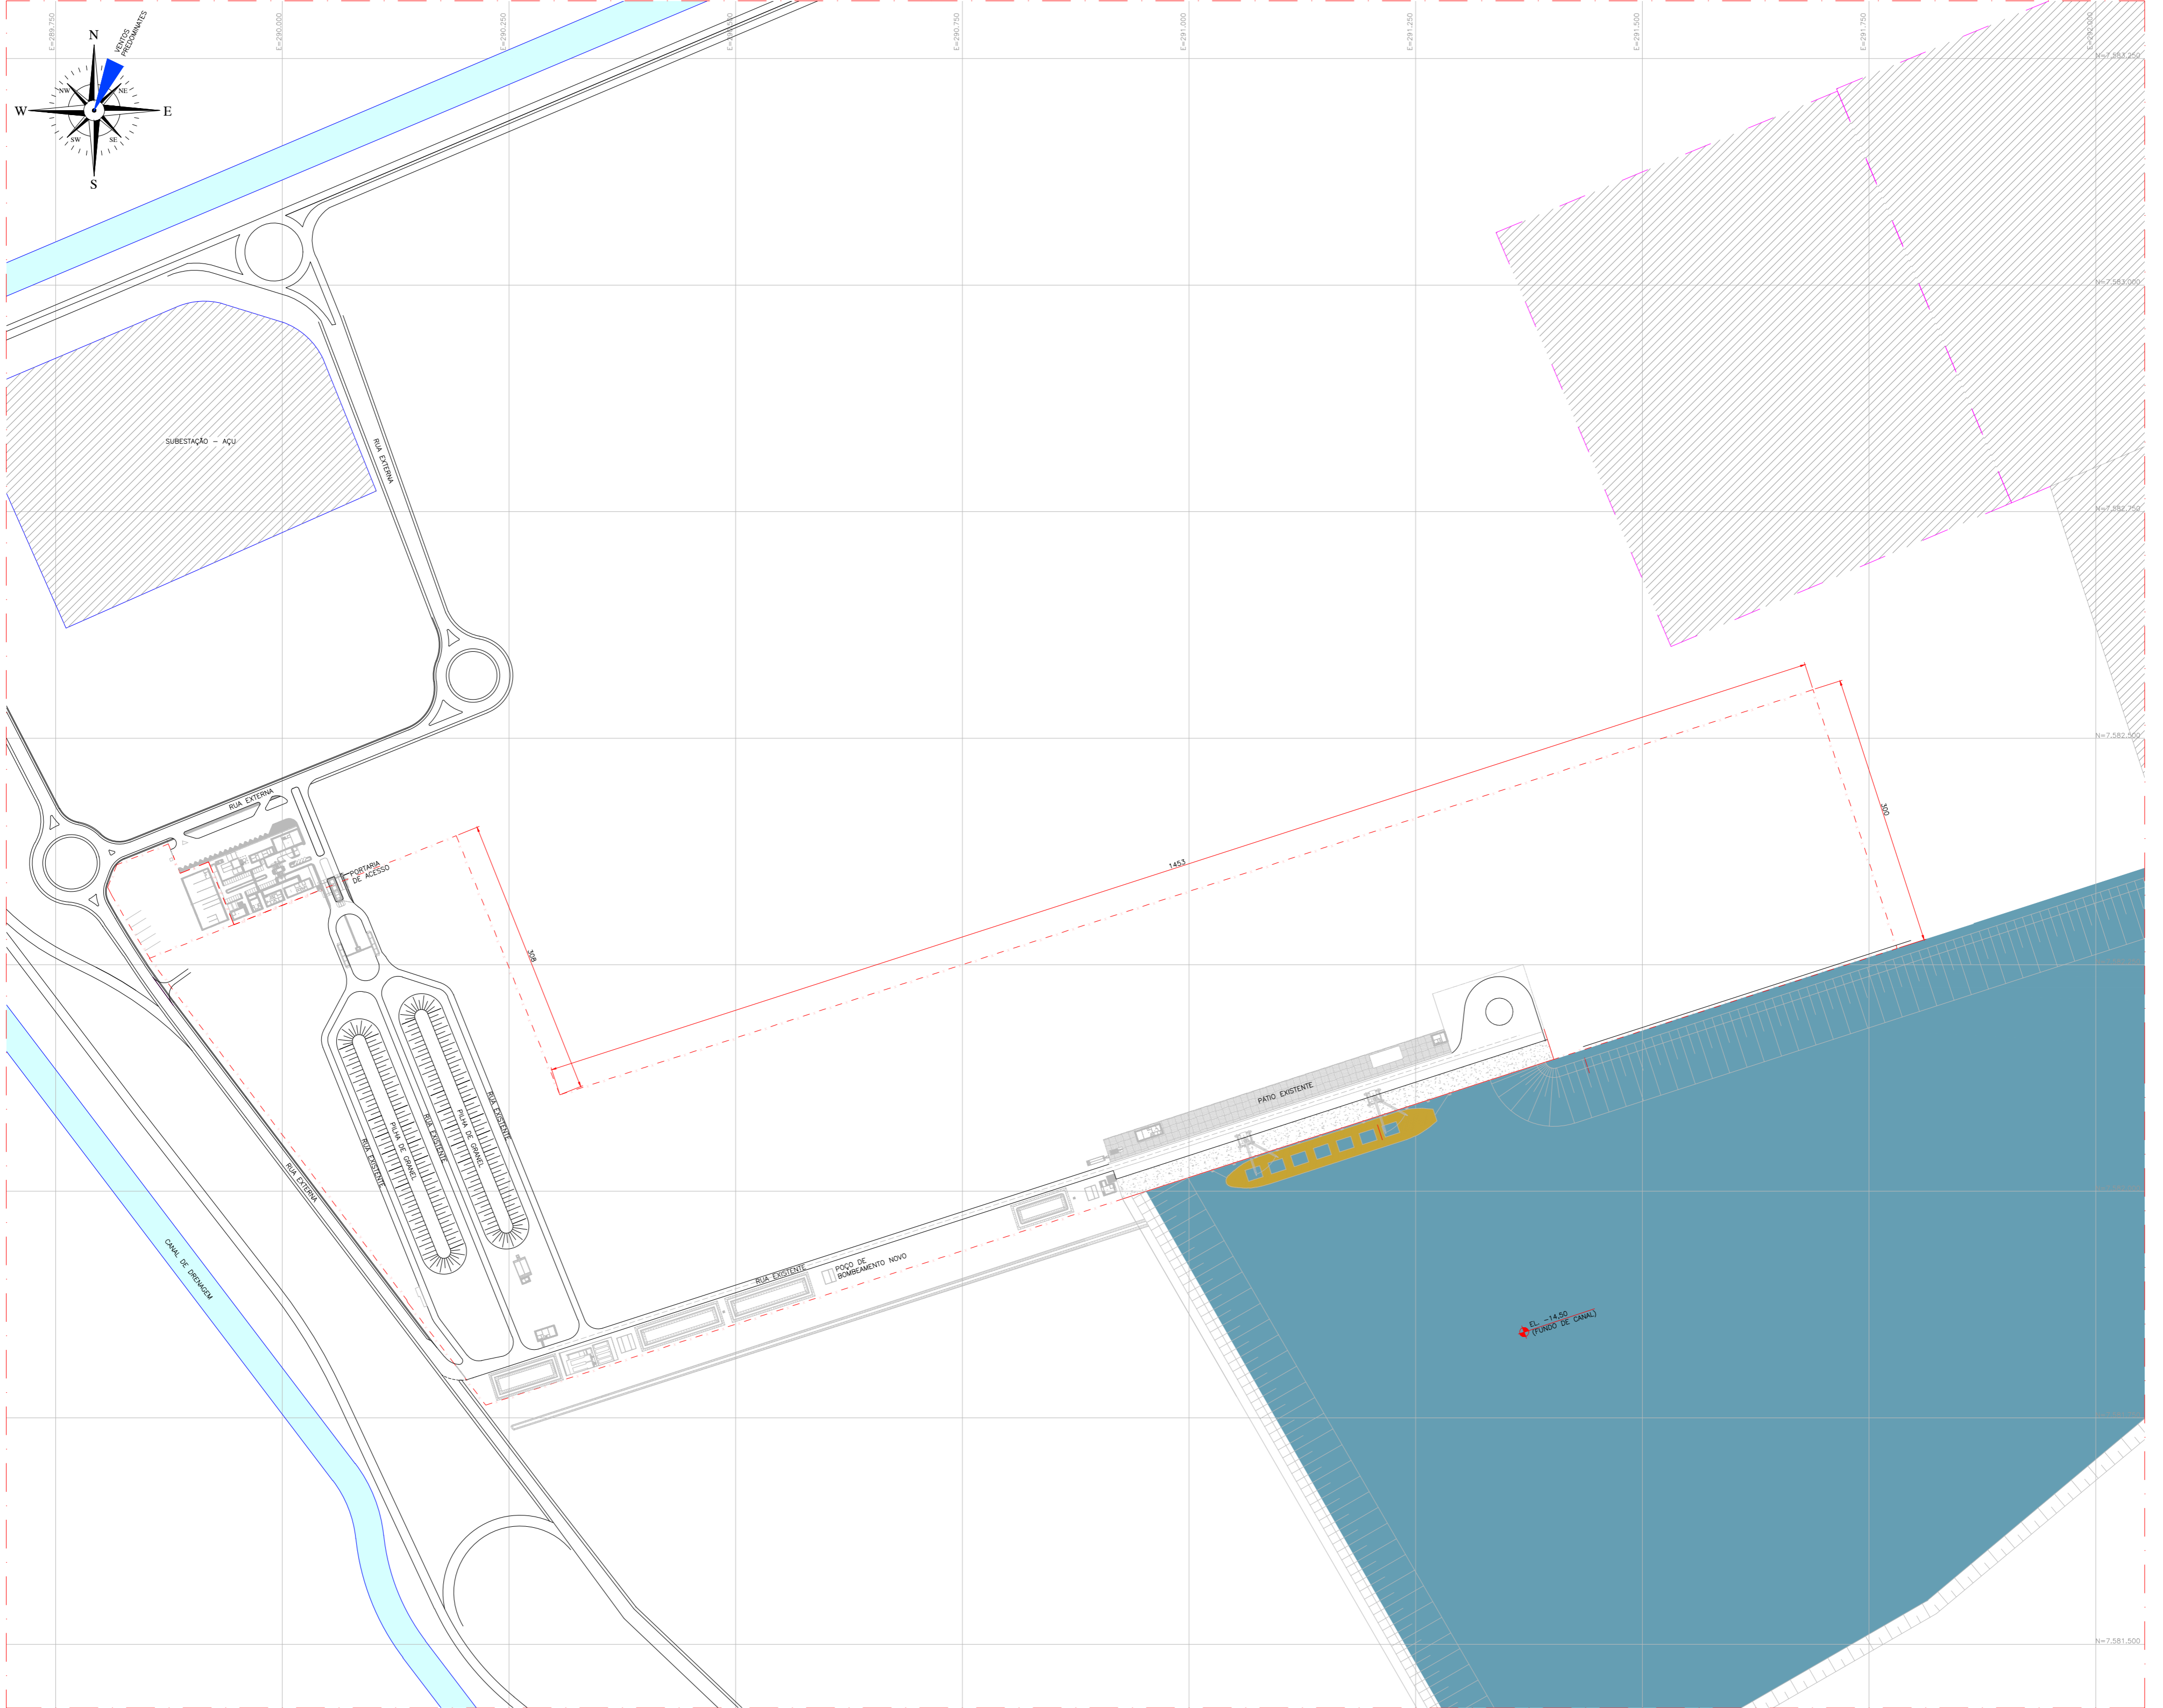 E=289.750
E=290.000
E=290.250
E=290.750
E=291.000
E=291.250
E=291.500
E=291.750
N=7.583.250
VENTOS
PREDOMINATES
N
NW
NE
W
E
SW
SE
S
N=7.583.000
SUBESTAÇÃO - AÇU
RUA EXTERNA
N=7.582.750
N=7.582.500
RUA EXTERNA
300
1453
PORTARIA
DE ACESSO
308
PÁTIO EXISTENTE
RUA EXISTENTE
PILHA DE GRANEL
RUA EXISTENTE
PILHA DE GRANEL
RUA EXISTENTE
RUA EXTERNA
CANAL DE DRENAGEM
RUA EXISTENTE
POÇO DE
BOMBEAMENTO NOVO
EL. -14,50
(FUNDO DE CANAL)
N=7.581.500